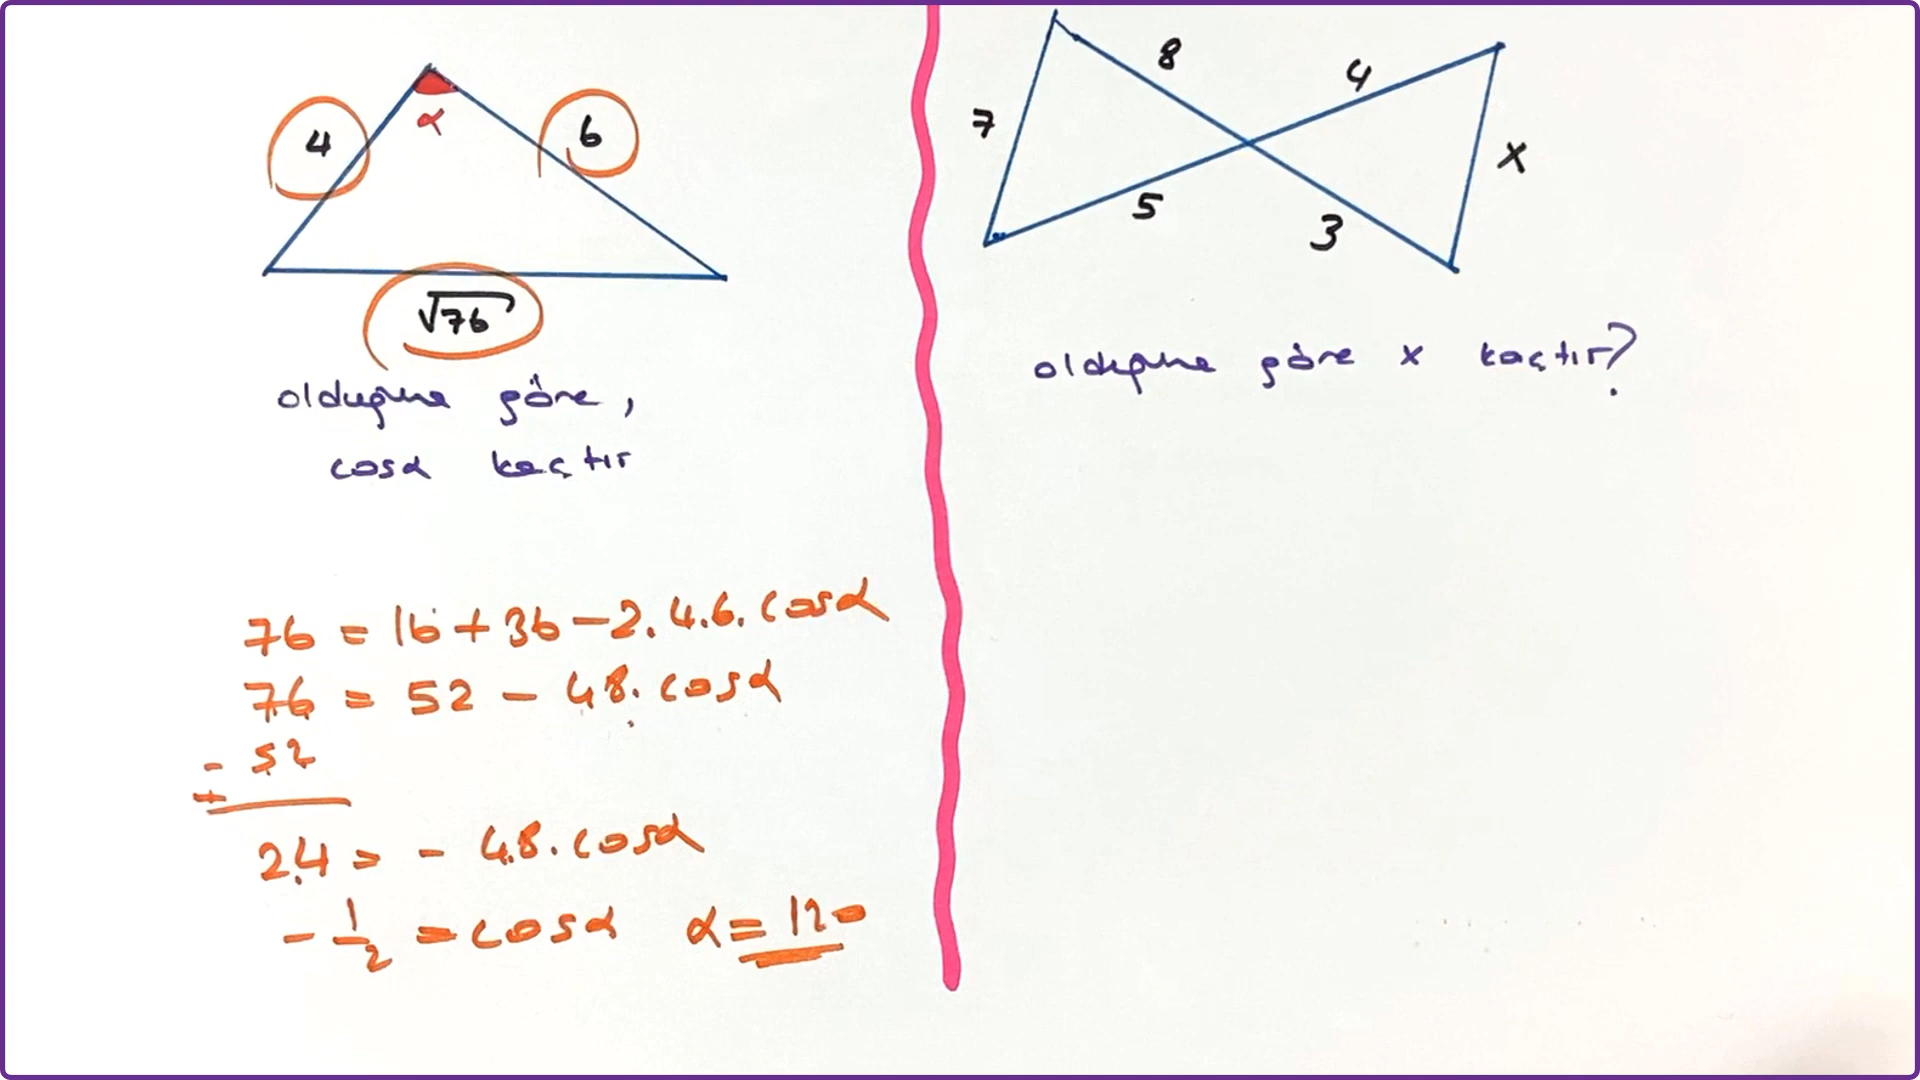 4
α
6
√76
olduğuna göre,
cosα kaçtır
76 = 16 + 36 - 2.4.6.cosα
76 = 52 - 48.cosα
- 52
+
24 = - 48.cosα
- 1/2 = cosα α = 120
8
4
7
x
5
3
olduğuna göre x kaçtır?